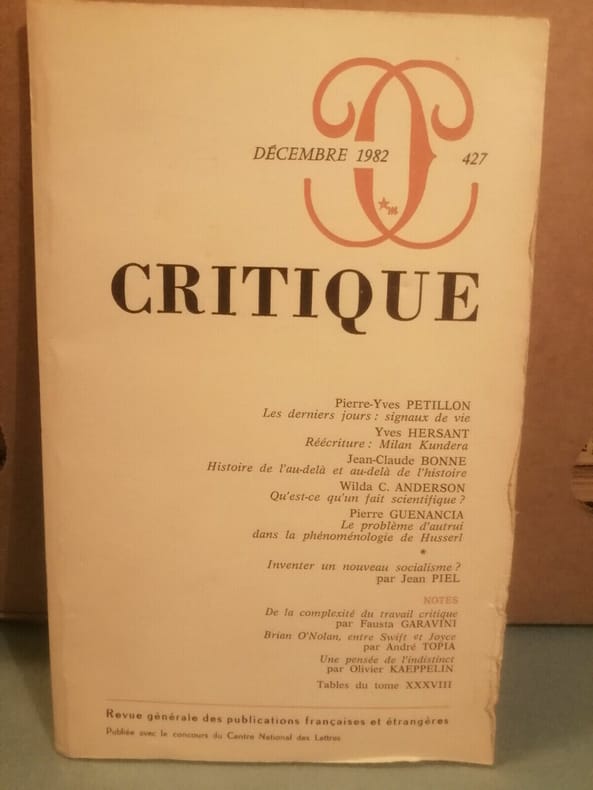 DÉCEMBRE 1982 427
CRITIQUE
Pierre-Yves PETILLON
Les derniers jours : signaux de vie
Yves HERSANT
Réécriture : Milan Kundera
Jean-Claude BONNE
Histoire de l'au-delà et au-delà de l'histoire
Wilda C. ANDERSON
Qu'est-ce qu'un fait scientifique ?
Pierre GUENANCIA
Le problème d'autrui
dans la phénoménologie de Husserl
*
Inventer un nouveau socialisme ?
par Jean PIEL
NOTES
De la complexité du travail critique
par Fausta GARAVINI
Brian O'Nolan, entre Swift et Joyce
par André TOPIA
Une pensée de l'indistinct
par Olivier KAEPPELIN
Tables du tome XXXVIII
Revue générale des publications françaises et étrangères
Publiée avec le concours du Centre National des Lettres